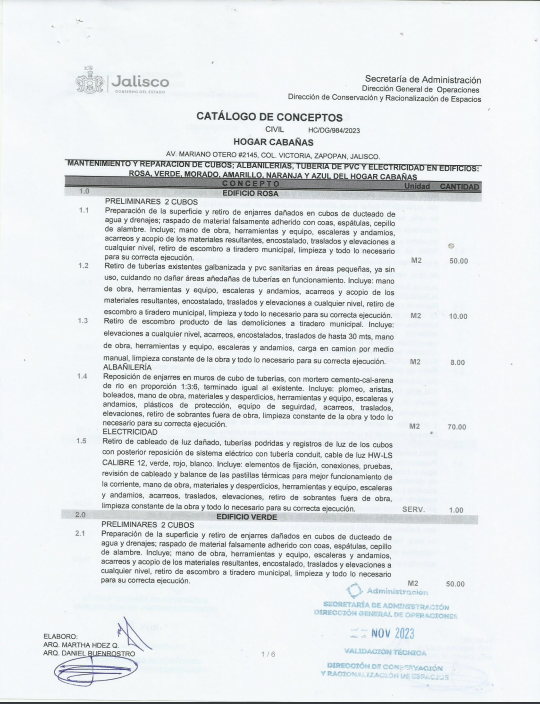 Jalisco
GOBIERNO DEL ESTADO
Secretaría de Administración
Dirección General de Operaciones
Dirección de Conservación y Racionalización de Espacios
CATÁLOGO DE CONCEPTOS
CIVIL HC/DG/984/2023
HOGAR CABAÑAS
AV. MARIANO OTERO #2145, COL. VICTORIA, ZAPOPAN, JALISCO.
MANTENIMIENTO Y REPARACION DE CUBOS; ALBAÑILERIAS, TUBERIA DE PVC Y ELECTRICIDAD EN EDIFICIOS:
ROSA, VERDE, MORADO, AMARILLO, NARANJA Y AZUL DEL HOGAR CABAÑAS
CONCEPTO Unidad CANTIDAD
1.0 EDIFICIO ROSA
PRELIMINARES 2 CUBOS
1.1 Preparación de la superficie y retiro de enjarres dañados en cubos de ducteado de
agua y drenajes; raspado de material falsamente adherido con coas, espátulas, cepillo
de alambre. Incluye; mano de obra, herramientas y equipo, escaleras y andamios,
acarreos y acopio de los materiales resultantes, encostalado, traslados y elevaciones a
cualquier nivel, retiro de escombro a tiradero municipal, limpieza y todo lo necesario
para su correcta ejecución. M2 50.00
1.2 Retiro de tuberías existentes galvanizada y pvc sanitarias en áreas pequeñas, ya sin
uso, cuidando no dañar áreas añedañas de tuberías en funcionamiento. Incluye: mano
de obra, herramientas y equipo, escaleras y andamios, acarreos y acopio de los
materiales resultantes, encostalado, traslados y elevaciones a cualquier nivel, retiro de
escombro a tiradero municipal, limpieza y todo lo necesario para su correcta ejecución. M2 10.00
1.3 Retiro de escombro producto de las demoliciones a tiradero municipal. Incluye:
elevaciones a cualquier nivel, acarreos, encostalados, traslados de hasta 30 mts, mano
de obra, herramientas y equipo, escaleras y andamios, carga en camion por medio
manual, limpieza constante de la obra y todo lo necesario para su correcta ejecución. M2 8.00
ALBAÑILERÍA
1.4 Reposición de enjarres en muros de cubo de tuberías, con mortero cemento-cal-arena
de rio en proporción 1:3:6, terminado igual al existente. Incluye: plomeo, aristas,
boleados, mano de obra, materiales y desperdicios, herramientas y equipo, escaleras y
andamios, plásticos de protección, equipo de seguirdad, acarreos, traslados,
elevaciones, retiro de sobrantes fuera de obra, limpieza constante de la obra y todo lo
necesario para su correcta ejecución. M2 70.00
ELECTRICIDAD
1.5 Retiro de cableado de luz dañado, tuberías podridas y registros de luz de los cubos
con posterior reposición de sistema eléctrico con tubería conduit, cable de luz HW-LS
CALIBRE 12, verde, rojo, blanco. Incluye: elementos de fijación, conexiones, pruebas,
revisión de cableado y balance de las pastillas térmicas para mejor funcionamiento de
la corriente, mano de obra, materiales y desperdicios, herramientas y equipo, escaleras
y andamios, acarreos, traslados, elevaciones, retiro de sobrantes fuera de obra,
limpieza constante de la obra y todo lo necesario para su correcta ejecución. SERV. 1.00
2.0 EDIFICIO VERDE
PRELIMINARES 2 CUBOS
2.1 Preparación de la superficie y retiro de enjarres dañados en cubos de ducteado de
agua y drenajes; raspado de material falsamente adherido con coas, espátulas, cepillo
de alambre. Incluye; mano de obra, herramientas y equipo, escaleras y andamios,
acarreos y acopio de los materiales resultantes, encostalado, traslados y elevaciones a
cualquier nivel, retiro de escombro a tiradero municipal, limpieza y todo lo necesario
para su correcta ejecución. M2 50.00
Administración
SECRETARÍA DE ADMINISTRACIÓN
DIRECCIÓN GENERAL DE OPERACIONES
NOV 2023
VALIDACIÓN TÉCNICA
DIRECCIÓN DE CONSERVACIÓN
Y RACIONALIZACIÓN DE ESPACIOS
ELABORO:
ARQ. MARTHA HDEZ Q.
ARQ. DANIEL BUENROSTRO
1 / 6